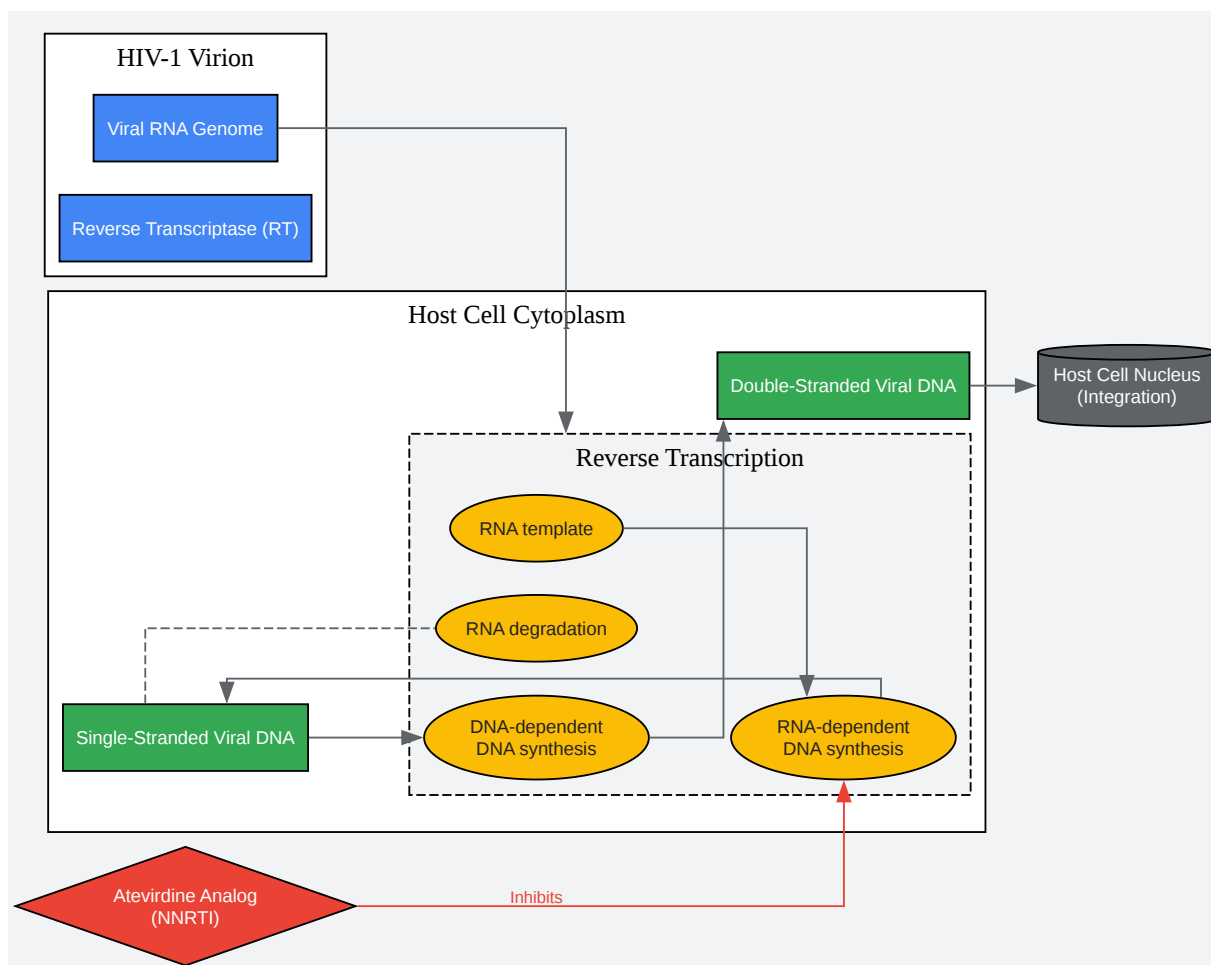 HIV-1 Virion
Viral RNA Genome
Reverse Transcriptase (RT)
Host Cell Cytoplasm
Double-Stranded Viral DNA
Host Cell Nucleus
(Integration)
Reverse Transcription
RNA template
RNA degradation
Single-Stranded Viral DNA
DNA-dependent
DNA synthesis
RNA-dependent
DNA synthesis
Atevirdine Analog
(NNRTI)
Inhibits